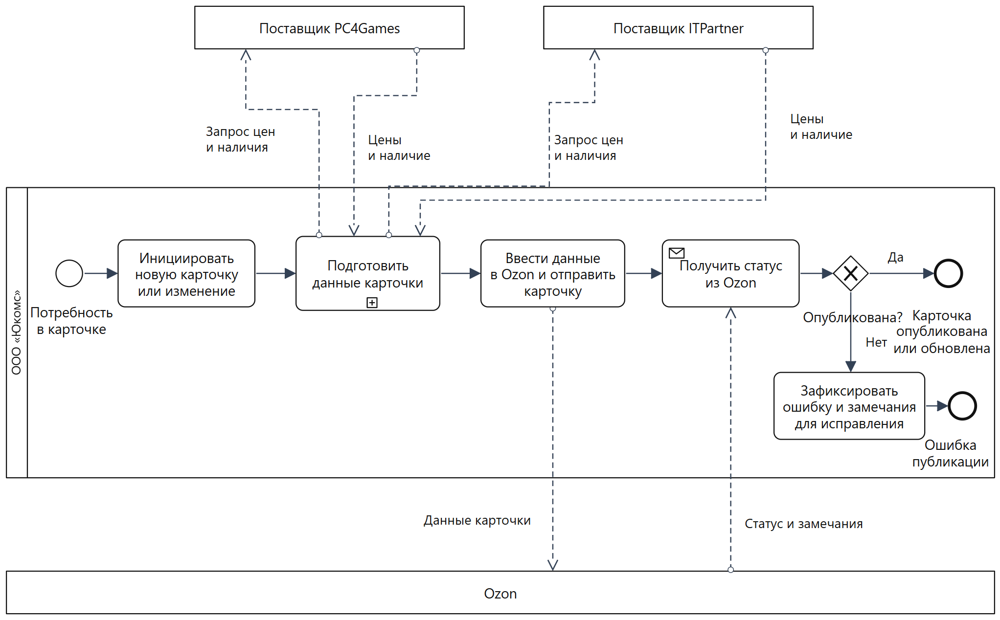 Поставщик PC4Games
Поставщик ITPartner
Запрос цен
и наличия
Цены
и наличие
Запрос цен
и наличия
Цены
и наличие
ООО «Юкомс»
Потребность
в карточке
Инициировать
новую карточку
или изменение
Подготовить
данные карточки
Ввести данные
в Ozon и отправить
карточку
Получить статус
из Ozon
Опубликована?
Да
Нет
Карточка
опубликована
или обновлена
Зафиксировать
ошибку и замечания
для исправления
Ошибка
публикации
Данные карточки
Статус и замечания
Ozon